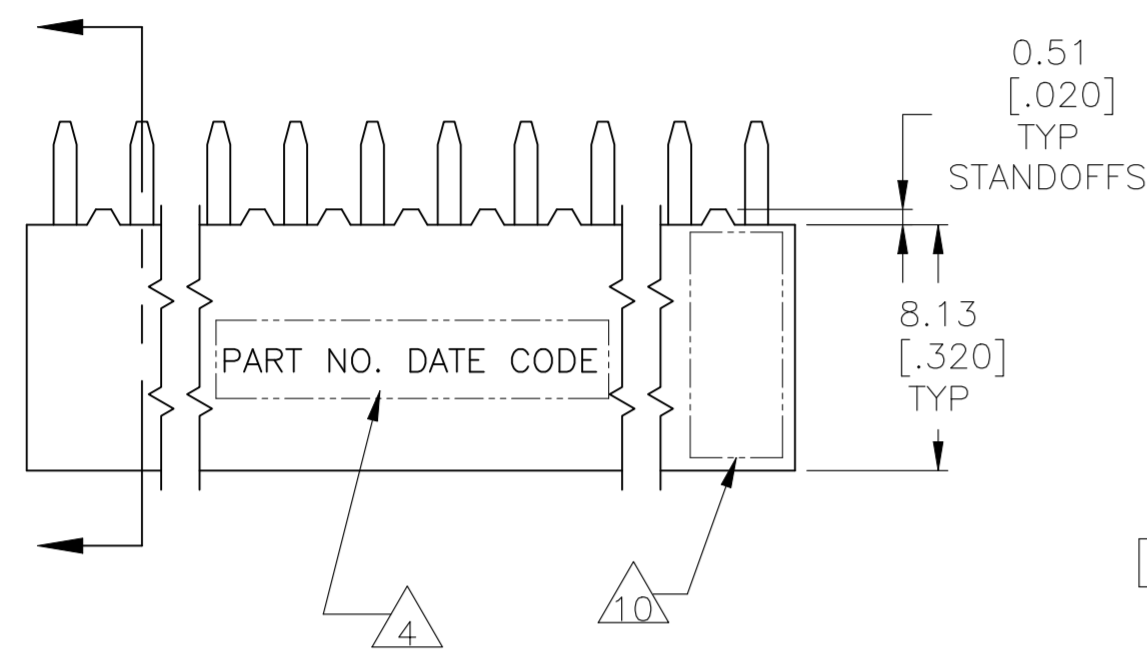 0.51
[.020]
TYP
STANDOFFS
8.13
[.320]
TYP
PART NO. DATE CODE
10
4